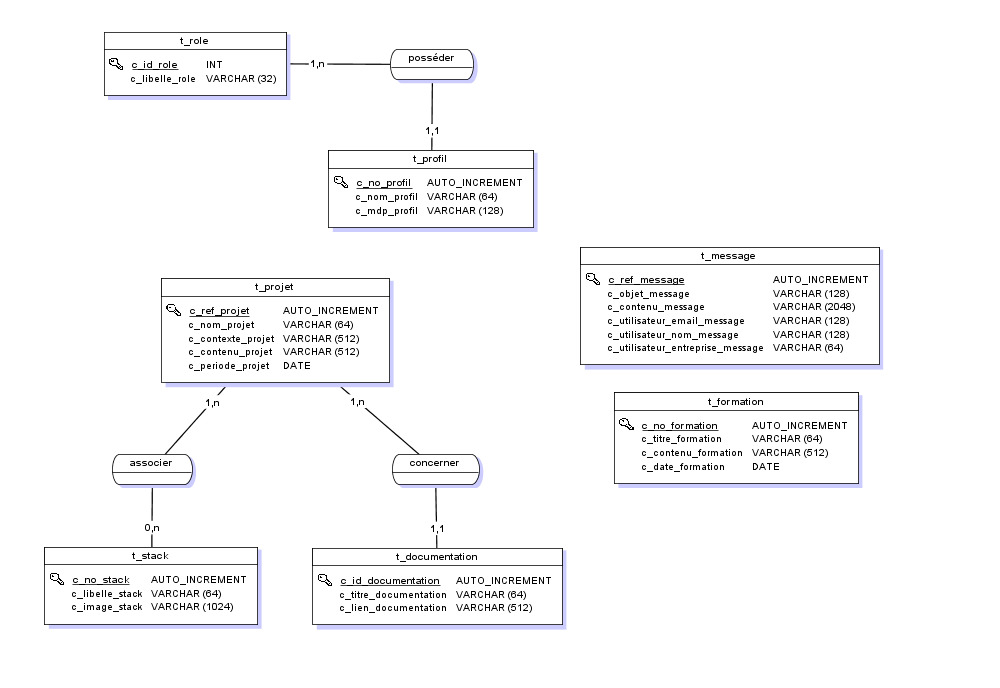 t_role
c_id_role INT
c_libelle_role VARCHAR (32)
1,n
posséder
1,1
t_profil
c_no_profil AUTO_INCREMENT
c_nom_profil VARCHAR (64)
c_mdp_profil VARCHAR (128)
t_message
c_ref_message AUTO_INCREMENT
c_objet_message VARCHAR (128)
c_contenu_message VARCHAR (2048)
c_utilisateur_email_message VARCHAR (128)
c_utilisateur_nom_message VARCHAR (128)
c_utilisateur_entreprise_message VARCHAR (64)
t_projet
c_ref_projet AUTO_INCREMENT
c_nom_projet VARCHAR (64)
c_contexte_projet VARCHAR (512)
c_contenu_projet VARCHAR (512)
c_periode_projet DATE
t_formation
c_no_formation AUTO_INCREMENT
c_titre_formation VARCHAR (64)
c_contenu_formation VARCHAR (512)
c_date_formation DATE
1,n
1,n
associer
concerner
0,n
1,1
t_stack
c_no_stack AUTO_INCREMENT
c_libelle_stack VARCHAR (64)
c_image_stack VARCHAR (1024)
t_documentation
c_id_documentation AUTO_INCREMENT
c_titre_documentation VARCHAR (64)
c_lien_documentation VARCHAR (512)